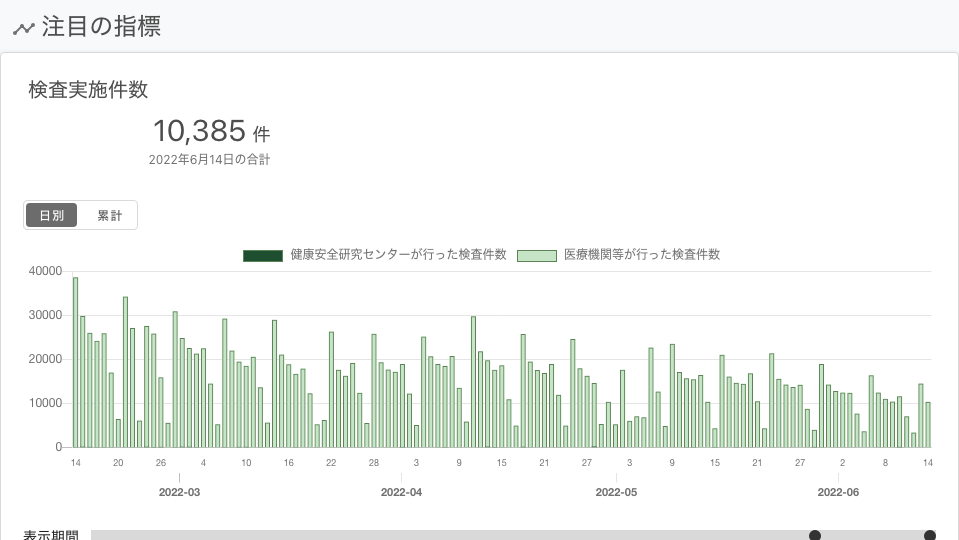 注目の指標
検査実施件数
10,385 件
2022年6月14日の合計
日別 累計
健康安全研究センターが行った検査件数 医療機関等が行った検査件数
40000
30000
20000
10000
0
14 20 26 4 10 16 22 28 3 9 15 21 27 3 9 15 21 27 2 8 14
2022-03 2022-04 2022-05 2022-06
表示期間